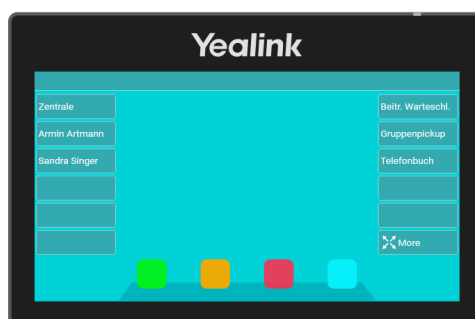 Yealink
Zentrale
Armin Artmann
Sandra Singer
Beitr. Warteschl.
Gruppenpickup
Telefonbuch
More